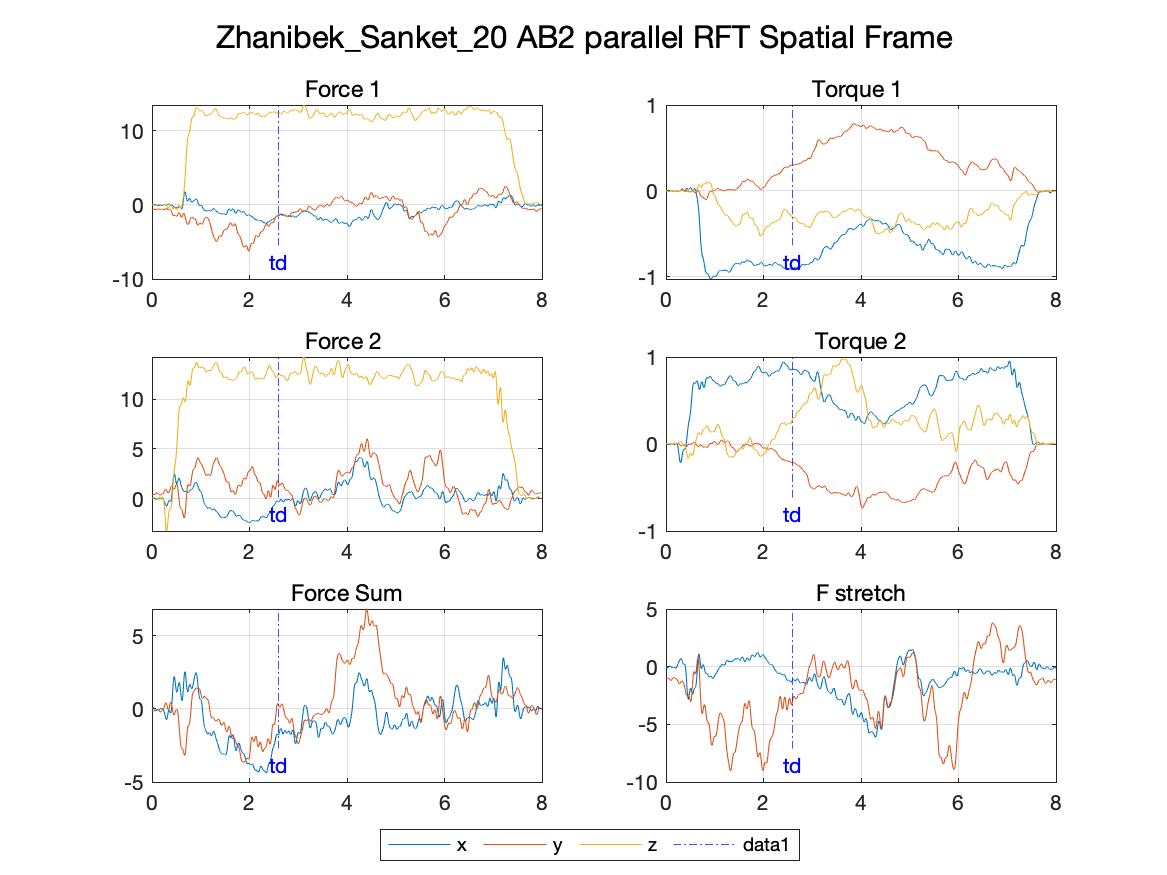 Zhanibek_Sanket_20 AB2 parallel RFT Spatial Frame
Force 1
10
0
-10
td
0 2 4 6 8
Torque 1
1
0
-1
td
0 2 4 6 8
Force 2
10
5
0
td
0 2 4 6 8
Torque 2
1
0
-1
td
0 2 4 6 8
Force Sum
5
0
-5
td
0 2 4 6 8
F stretch
5
0
-5
-10
td
0 2 4 6 8
x y z data1